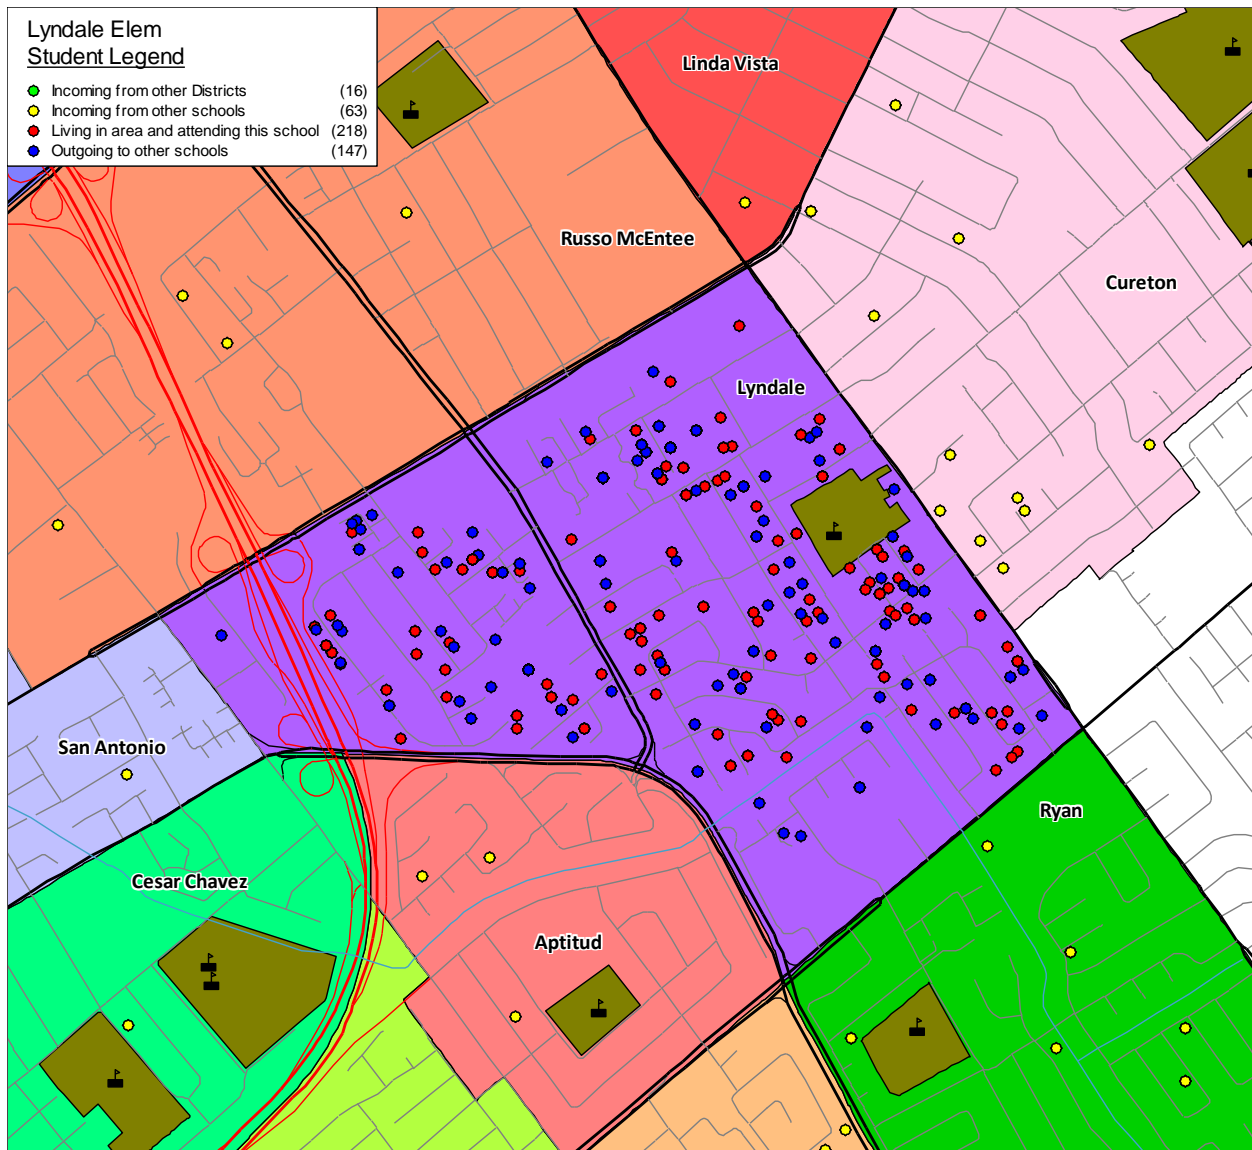 Lyndale Elem
Student Legend
Incoming from other Districts (16)
Incoming from other schools (63)
Living in area and attending this school (218)
Outgoing to other schools (147)
Linda Vista
Russo McEntee
Cureton
Lyndale
San Antonio
Ryan
Cesar Chavez
Aptitud